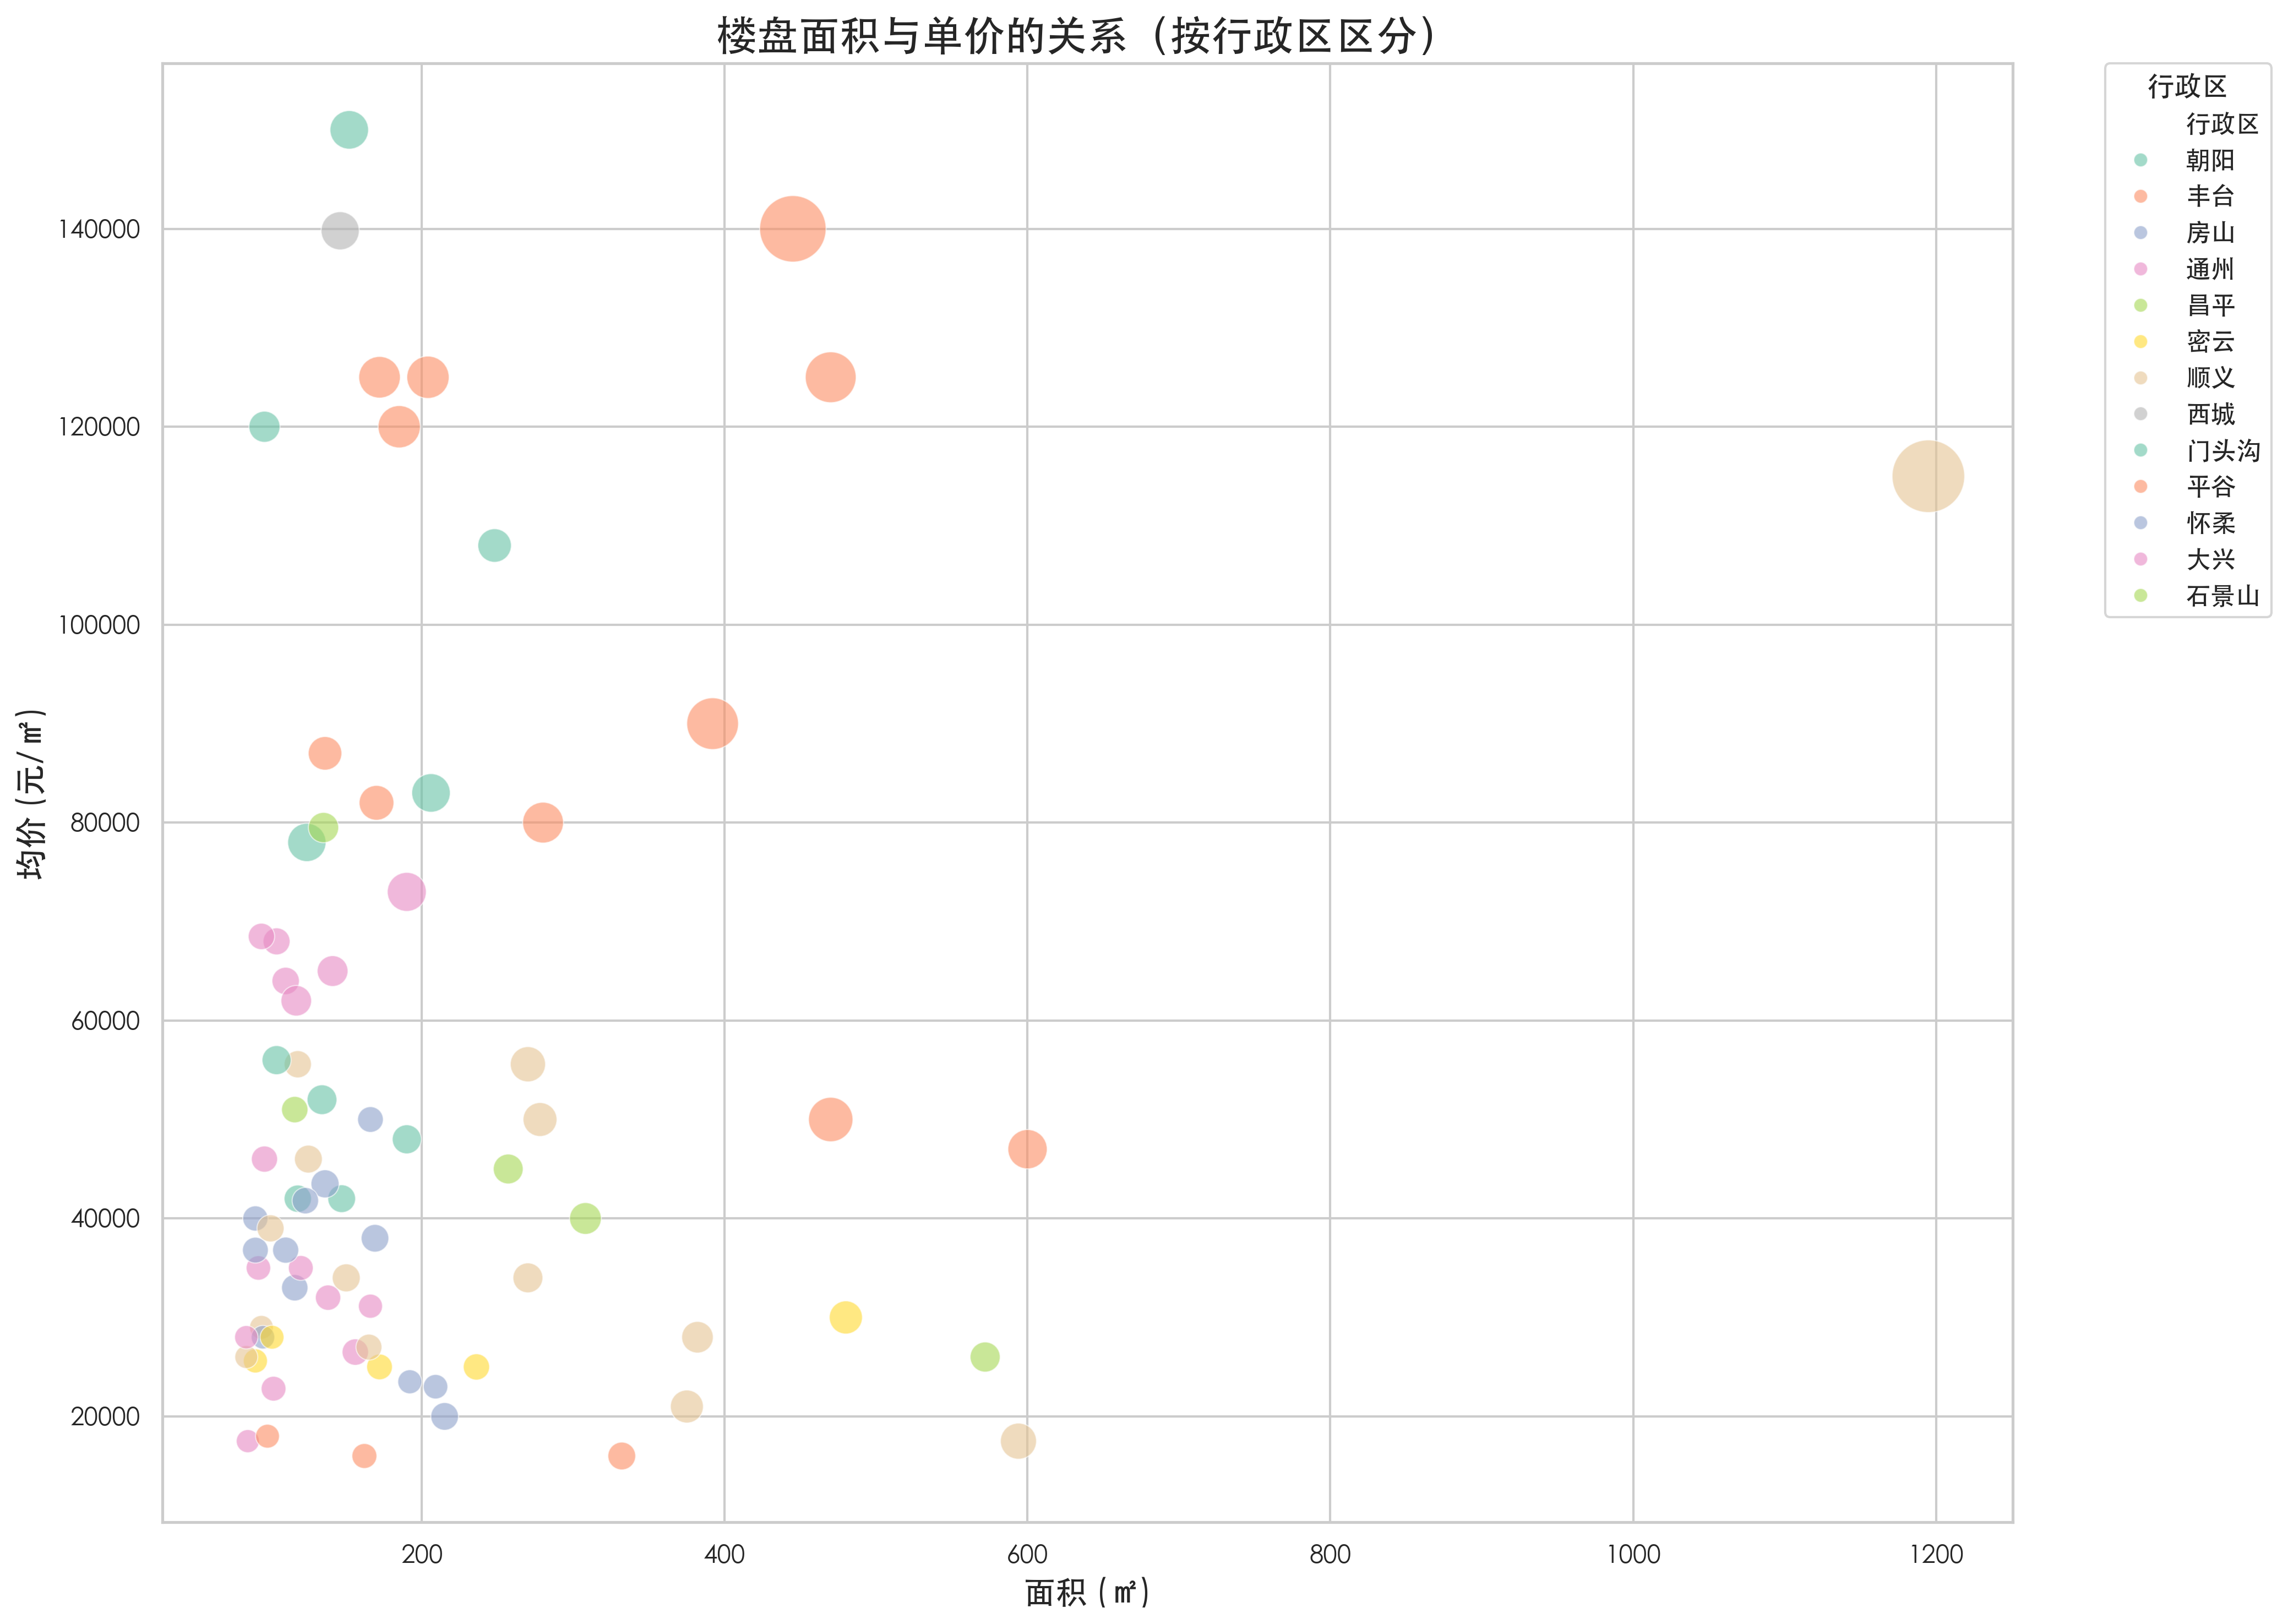 楼盘面积与单价的关系（按行政区区分）
140000
120000
100000
80000
60000
40000
20000
均价 (元/㎡)
200 400 600 800 1000 1200
面积 (㎡)
行政区
行政区
朝阳
丰台
房山
通州
昌平
密云
顺义
西城
门头沟
平谷
怀柔
大兴
石景山